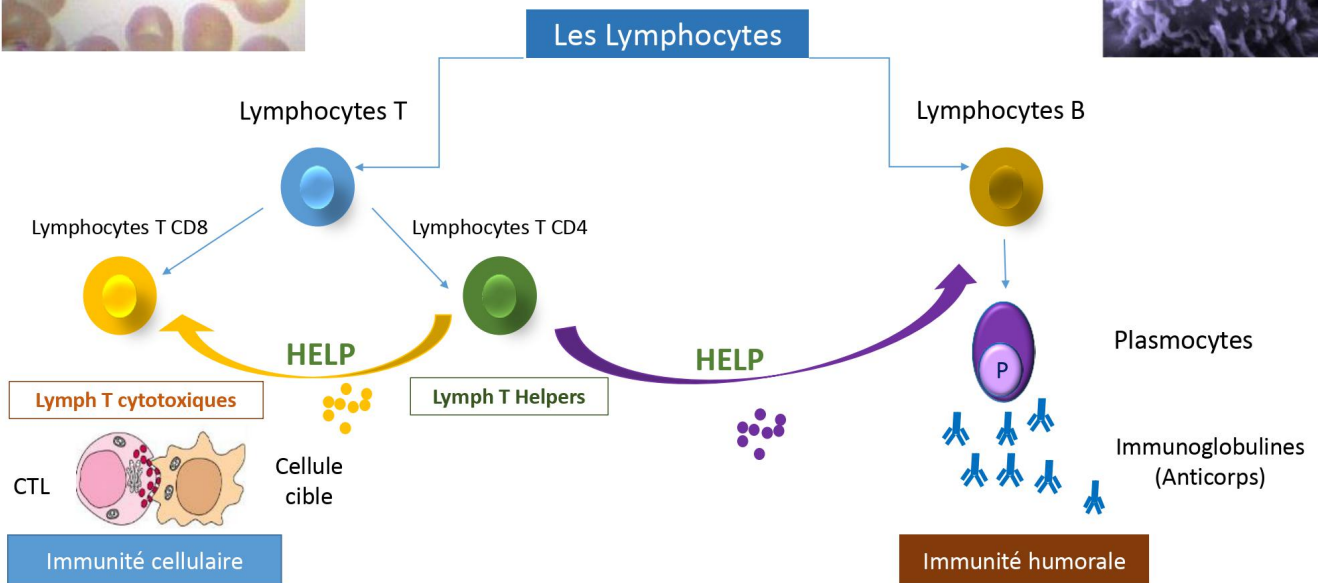 Les Lymphocytes
Lymphocytes T
Lymphocytes B
Lymphocytes T CD8
Lymphocytes T CD4
HELP
HELP
Plasmocytes
P
Lymph T cytotoxiques
Lymph T Helpers
Immunoglobulines
(Anticorps)
CTL
Cellule
cible
Immunité cellulaire
Immunité humorale